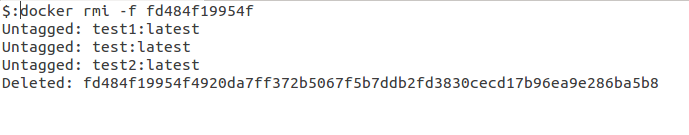 $:docker rmi -f fd484f19954f
Untagged: test1:latest
Untagged: test:latest
Untagged: test2:latest
Deleted: fd484f19954f4920da7ff372b5067f5b7ddb2fd3830cecd17b96ea9e286ba5b8